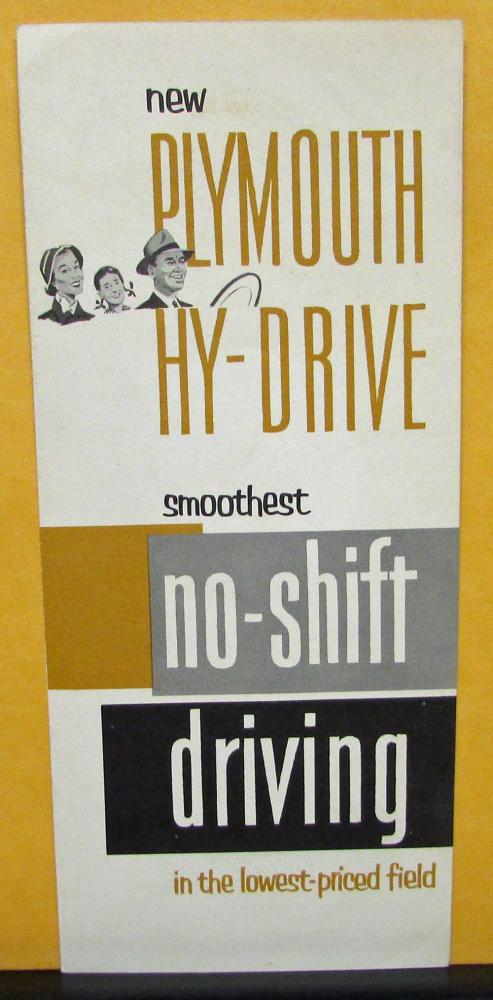 new
PLYMOUTH
HY-DRIVE
smoothest
no-shift
driving
in the lowest-priced field